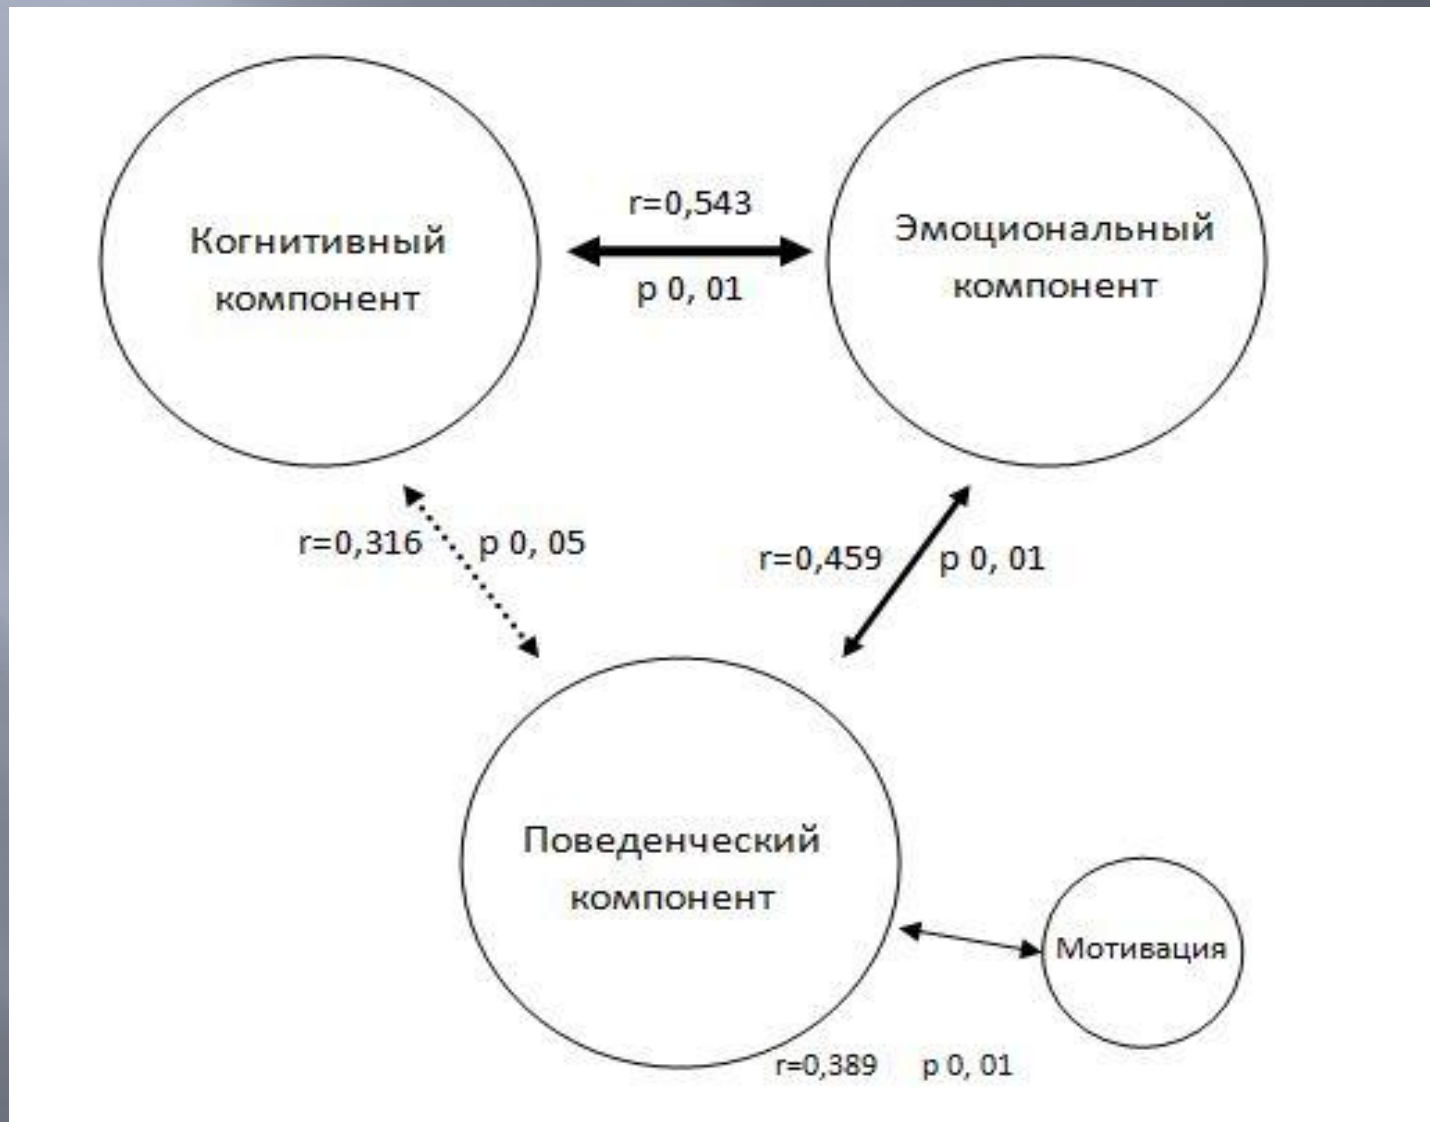 r=0,543
Когнитивный
компонент
Эмоциональный
компонент
p 0, 01
r=0,316
p 0, 05
r=0,459
p 0, 01
Поведенческий
компонент
Мотивация
r=0,389
p 0, 01